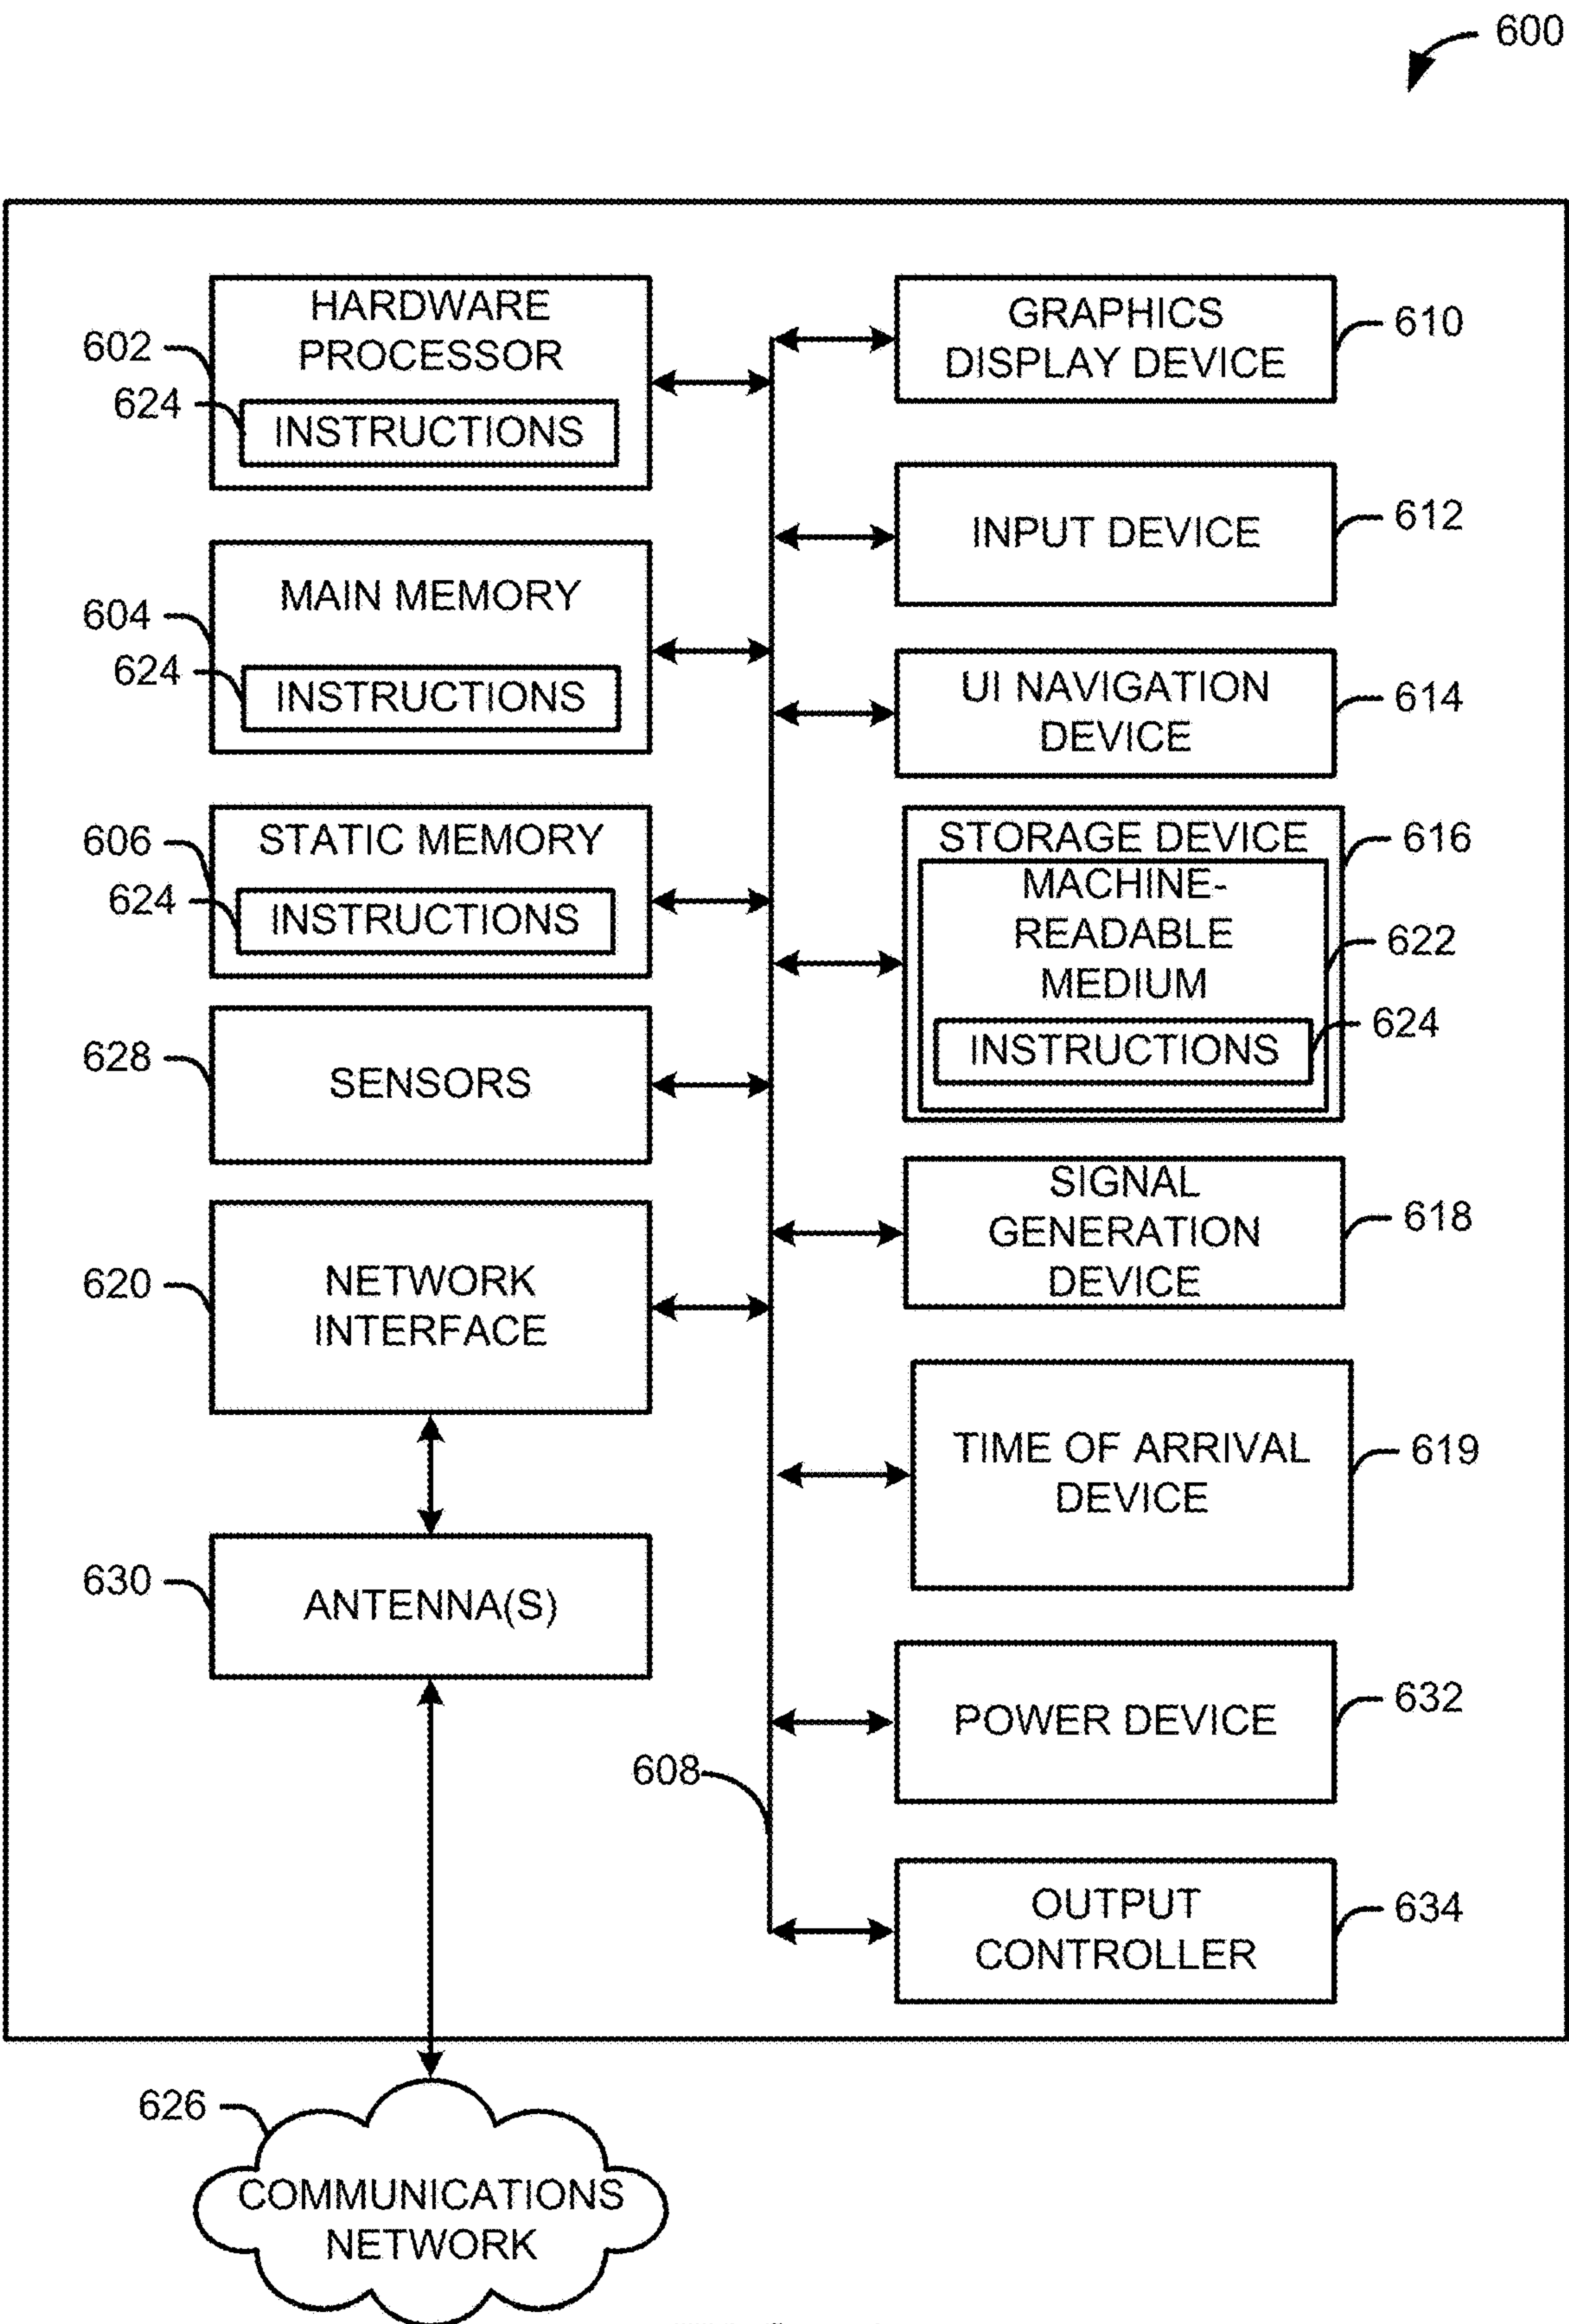 600
HARDWARE
PROCESSOR
602
624
INSTRUCTIONS
MAIN MEMORY
604
624
INSTRUCTIONS
STATIC MEMORY
606
624
INSTRUCTIONS
628
SENSORS
620
NETWORK
INTERFACE
630
ANTENNA(S)
608
GRAPHICS
DISPLAY DEVICE
610
INPUT DEVICE
612
UI NAVIGATION
DEVICE
614
STORAGE DEVICE
616
MACHINE-
READABLE
MEDIUM
622
INSTRUCTIONS
624
SIGNAL
GENERATION
DEVICE
618
TIME OF ARRIVAL
DEVICE
619
POWER DEVICE
632
OUTPUT
CONTROLLER
634
626
COMMUNICATIONS
NETWORK